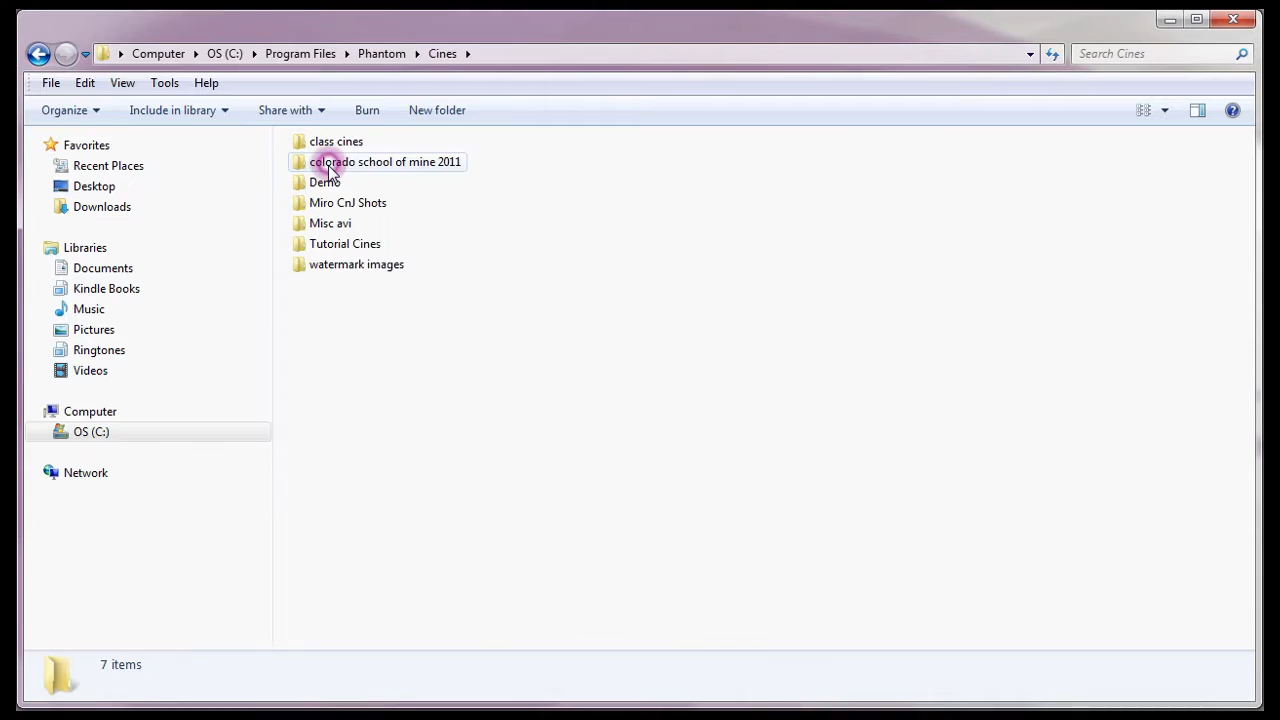 Computer OS (C:) Program Files Phantom Cines Search Cines
File Edit View Tools Help
Organize Include in library Share with Burn New folder
Favorites
Recent Places
Desktop
Downloads
Libraries
Documents
Kindle Books
Music
Pictures
Ringtones
Videos
Computer
OS (C:)
Network
class cines
colorado school of mine 2011
Demo
Miro CnJ Shots
Misc avi
Tutorial Cines
watermark images
7 items